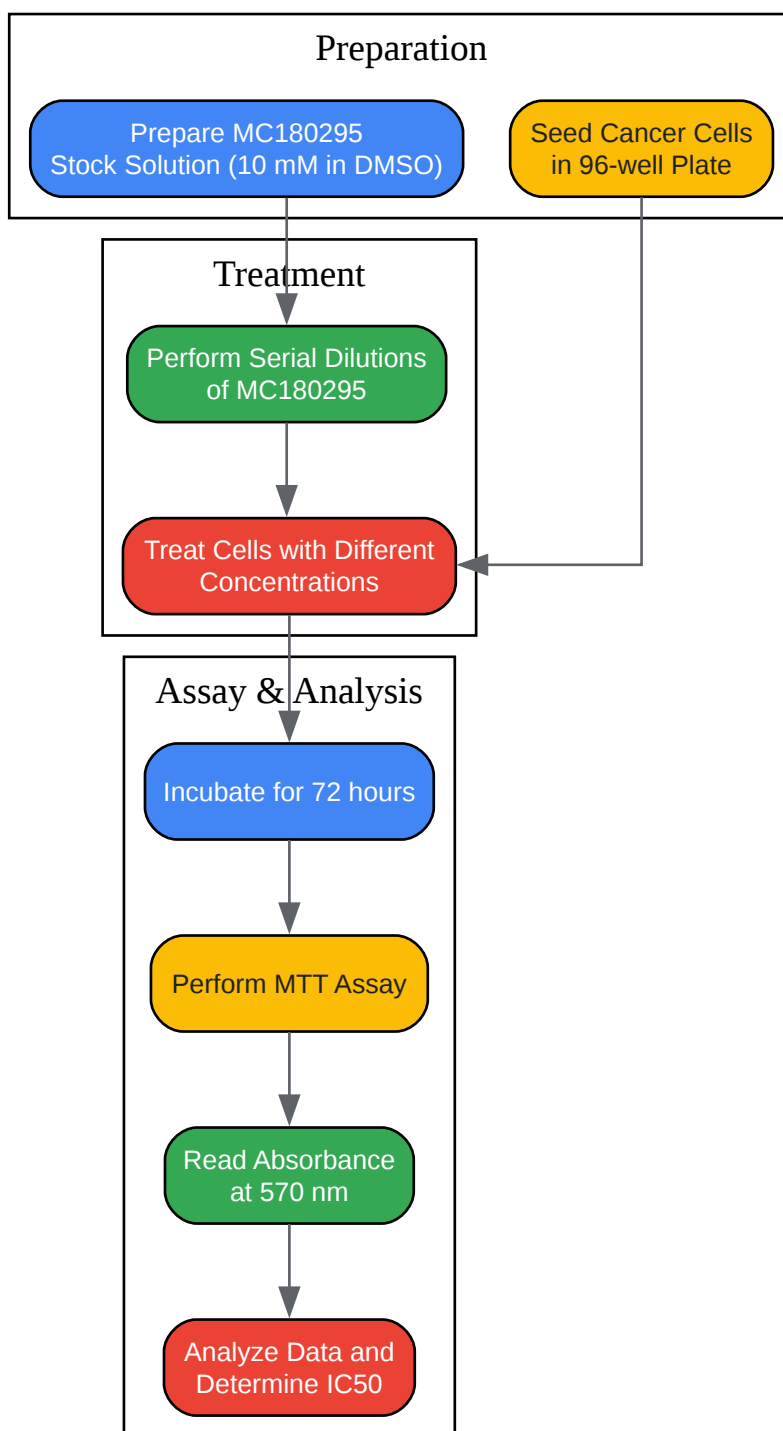 Preparation
Prepare MC180295
Stock Solution (10 mM in DMSO)
Seed Cancer Cells
in 96-well Plate
Treatment
Perform Serial Dilutions
of MC180295
Treat Cells with Different
Concentrations
Assay & Analysis
Incubate for 72 hours
Perform MTT Assay
Read Absorbance
at 570 nm
Analyze Data and
Determine IC50